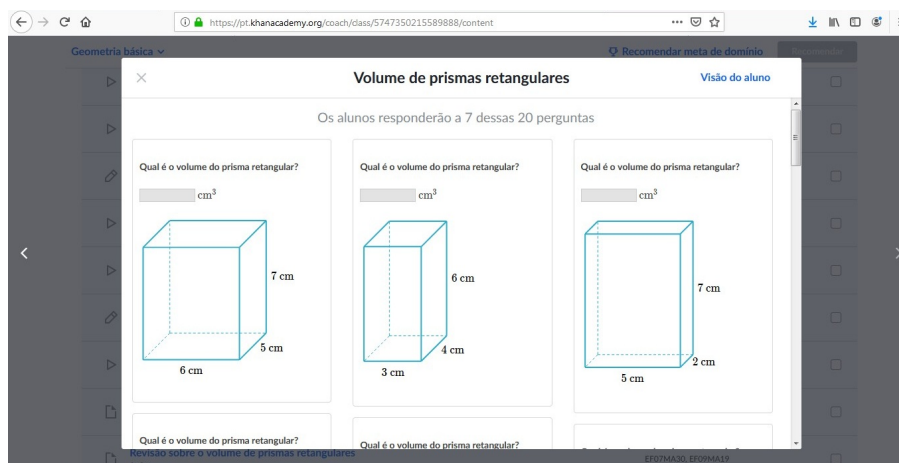 https://pt.khanacademy.org/coach/class/5747350215589888/content
Geometria básica
Recomendar meta de domínio
Recomendar
Volume de prismas retangulares
Visão do aluno
Os alunos responderão a 7 dessas 20 perguntas
Qual é o volume do prisma retangular?
cm³
7 cm
5 cm
6 cm
Qual é o volume do prisma retangular?
cm³
6 cm
4 cm
3 cm
Qual é o volume do prisma retangular?
cm³
7 cm
2 cm
5 cm
Qual é o volume do prisma retangular?
Qual é o volume do prisma retangular?
Revisão sobre o volume de prismas retangulares
EF07MA30, EF09MA19